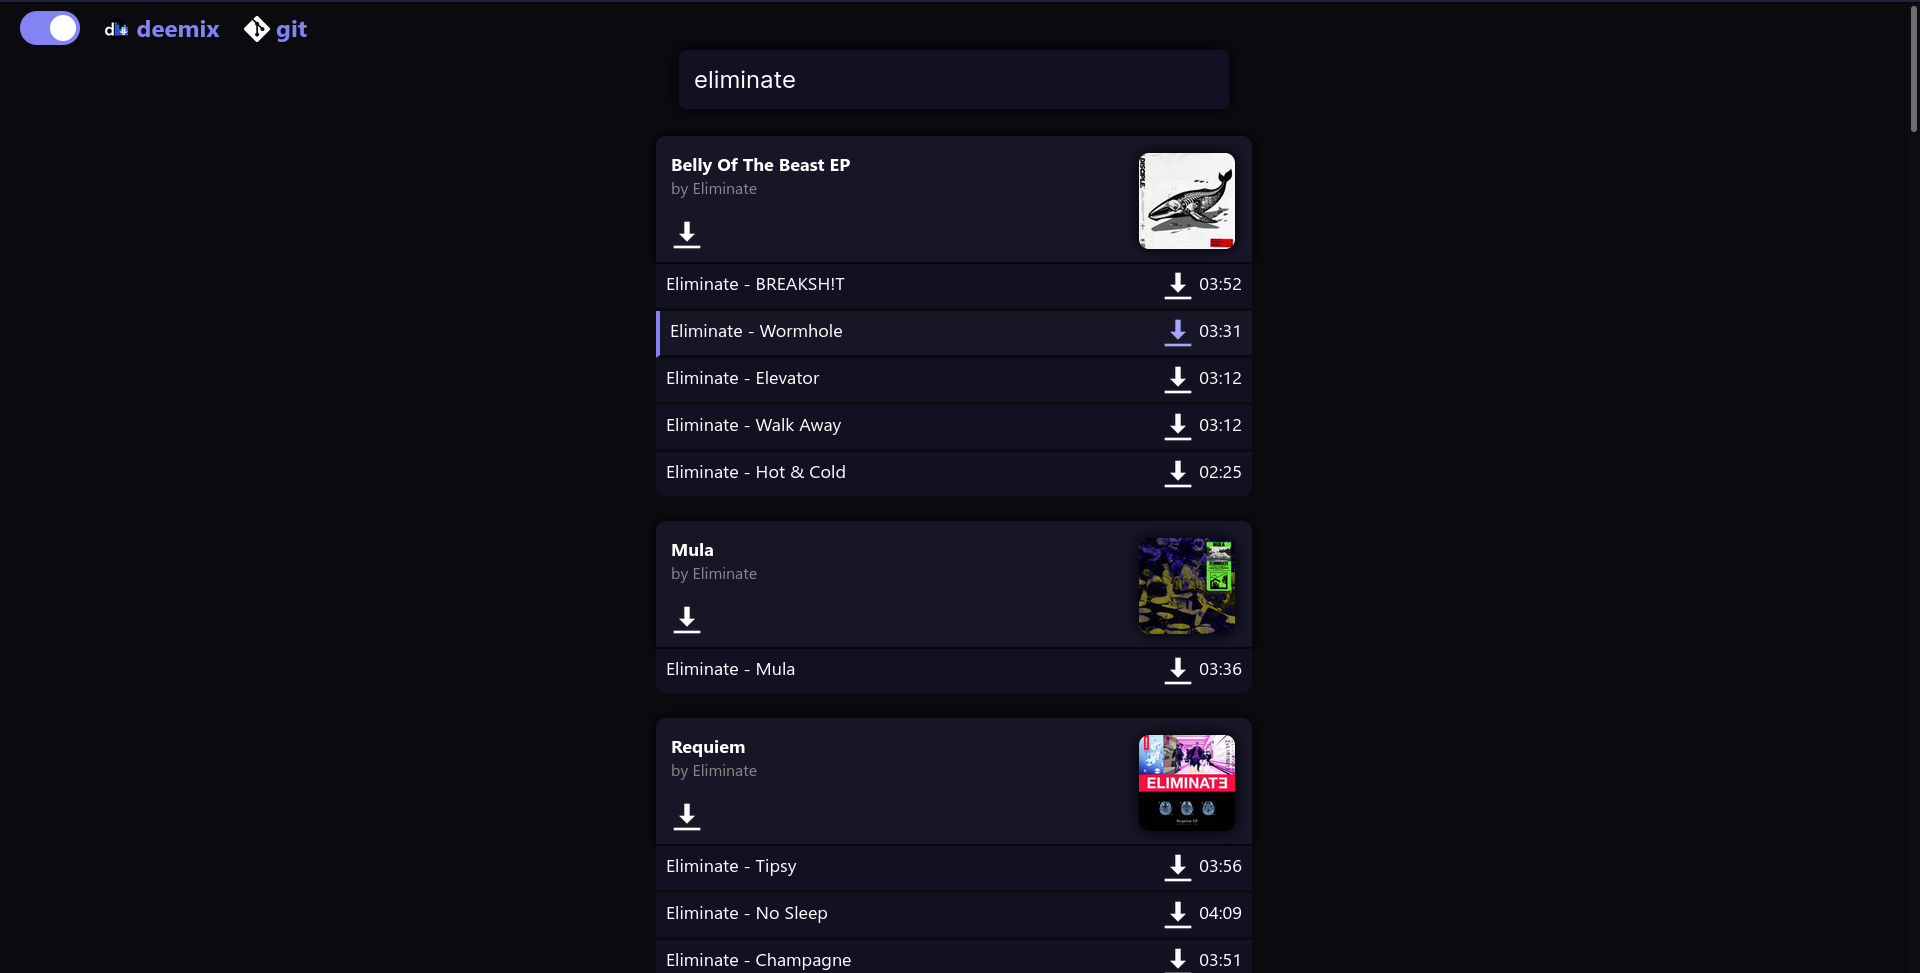 deemix git
eliminate
Belly Of The Beast EP
by Eliminate
Eliminate - BREAKSH!T 03:52
Eliminate - Wormhole 03:31
Eliminate - Elevator 03:12
Eliminate - Walk Away 03:12
Eliminate - Hot & Cold 02:25
Mula
by Eliminate
Eliminate - Mula 03:36
Requiem
by Eliminate
ELIMINATE
Requiem EP
Eliminate - Tipsy 03:56
Eliminate - No Sleep 04:09
Eliminate - Champagne 03:51